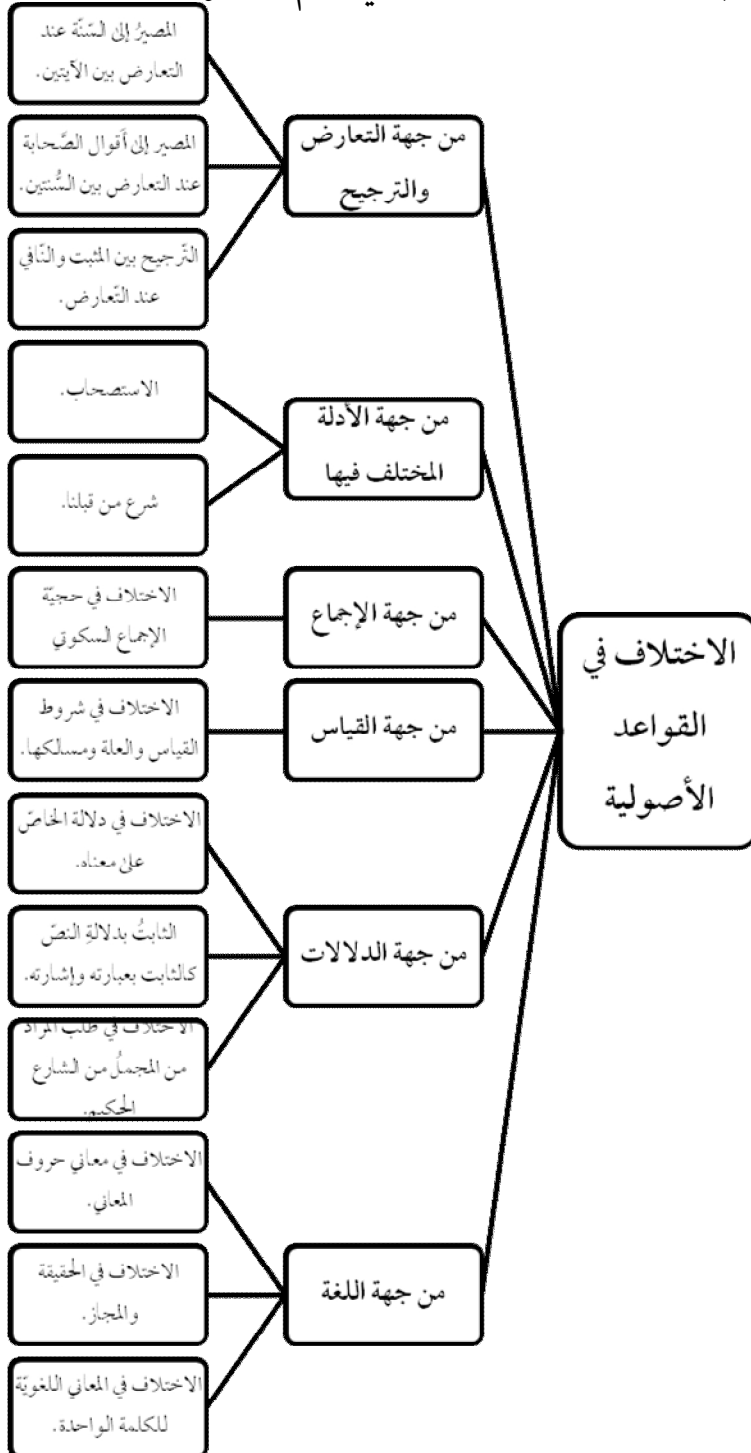 الاختلاف في
القواعد
الأصولية
من جهة التعارض
والترجيح
المصيرُ إلى السّنّة عند
التعارض بين الآيتين.
المصير إلى أقوال الصَّحابة
عند التعارض بين السُّنتين.
التّرجيح بين المثبت والنّافي
عند التّعارض.
من جهة الأدلة
المختلف فيها
الاستصحاب.
شرع من قبلنا.
من جهة الإجماع
الاختلاف في حجيّة
الإجماع السكوتي
من جهة القياس
الاختلاف في شروط
القياس والعلة ومسالكها.
من جهة الدلالات
الاختلاف في دلالة الخاصّ
على معناه.
الثابتُ بدلالةِ النصّ
كالثابت بعبارته وإشارته.
الاختلاف في طلب المراد
من المجملُ من الشارع
الحكيم.
من جهة اللغة
الاختلاف في معاني حروف
المعاني.
الاختلاف في الحقيقة
والمجاز.
الاختلاف في المعاني اللغويّة
للكلمة الواحدة.